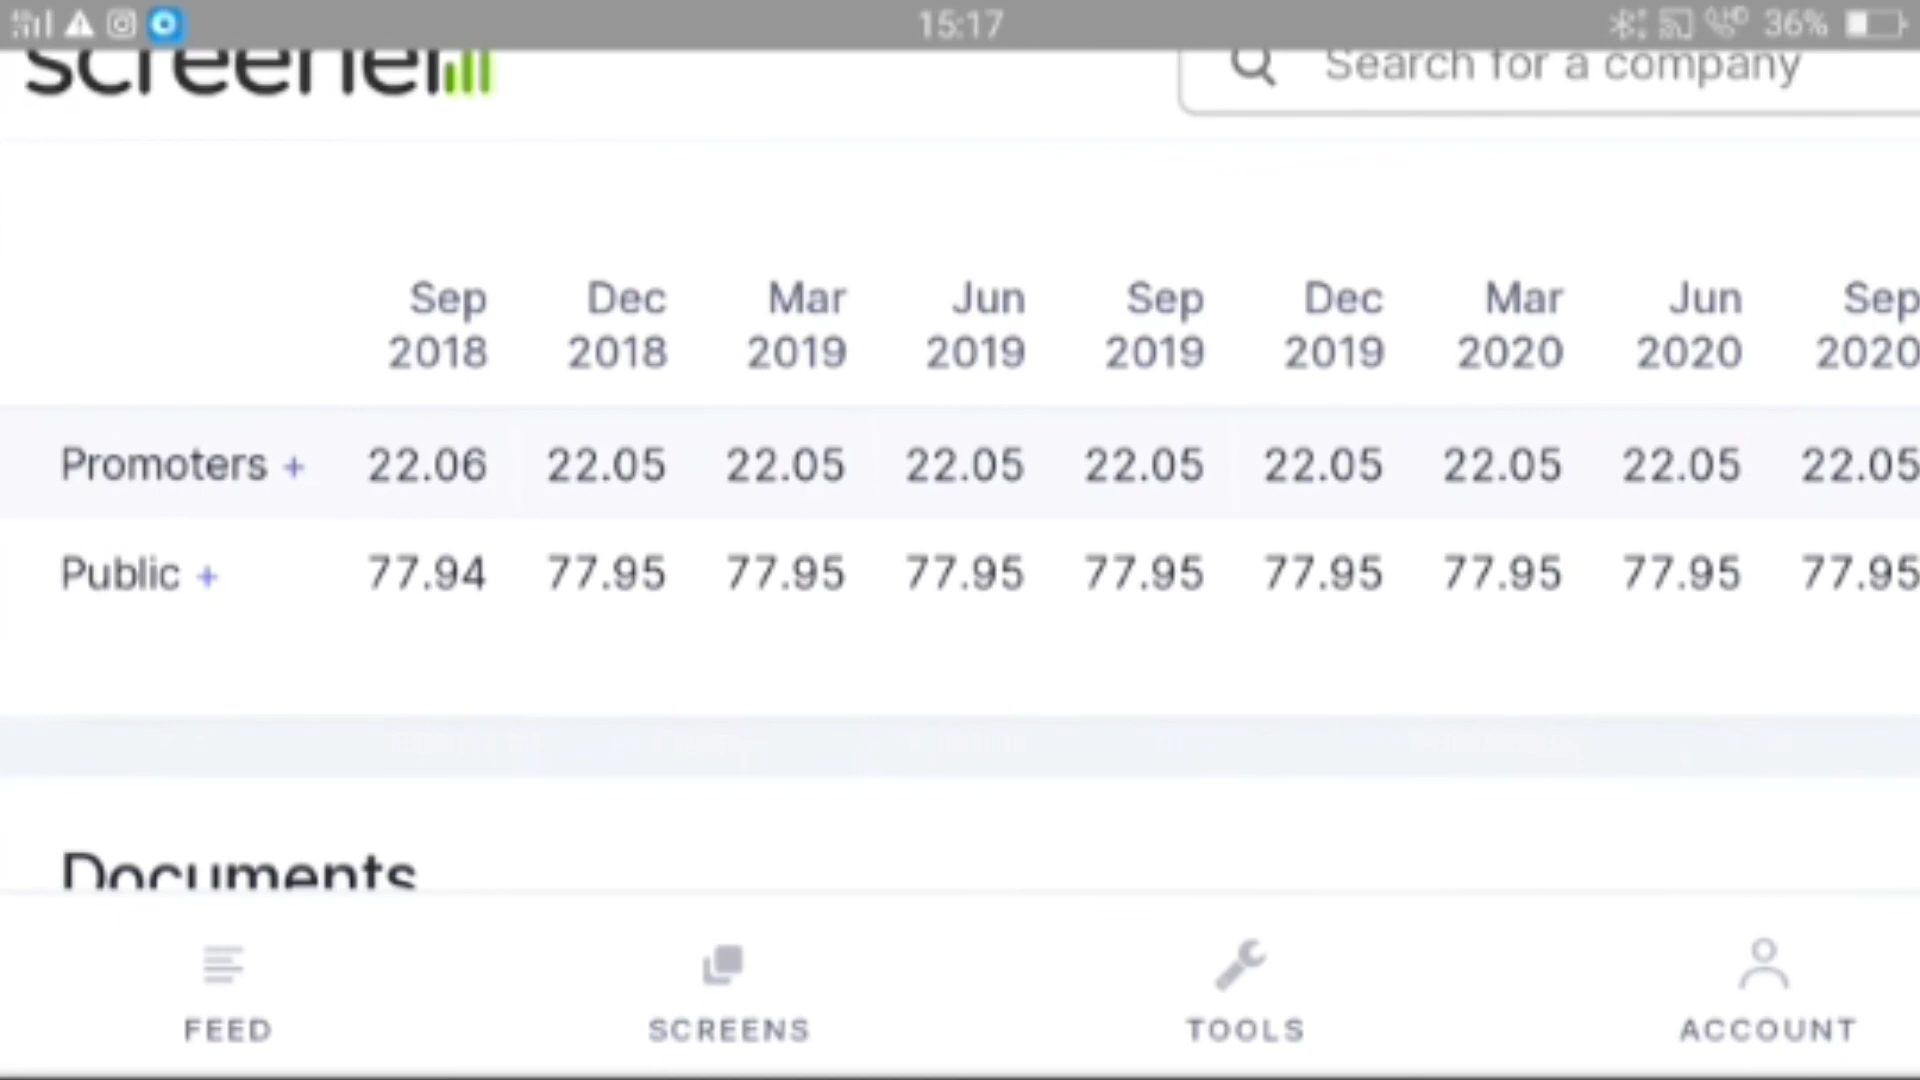 15:17 36%
screener Search for a company
Sep Dec Mar Jun Sep Dec Mar Jun Sep
2018 2018 2019 2019 2019 2019 2020 2020 2020
Promoters + 22.06 22.05 22.05 22.05 22.05 22.05 22.05 22.05 22.05
Public + 77.94 77.95 77.95 77.95 77.95 77.95 77.95 77.95 77.95
Documents
FEED SCREENS TOOLS ACCOUNT